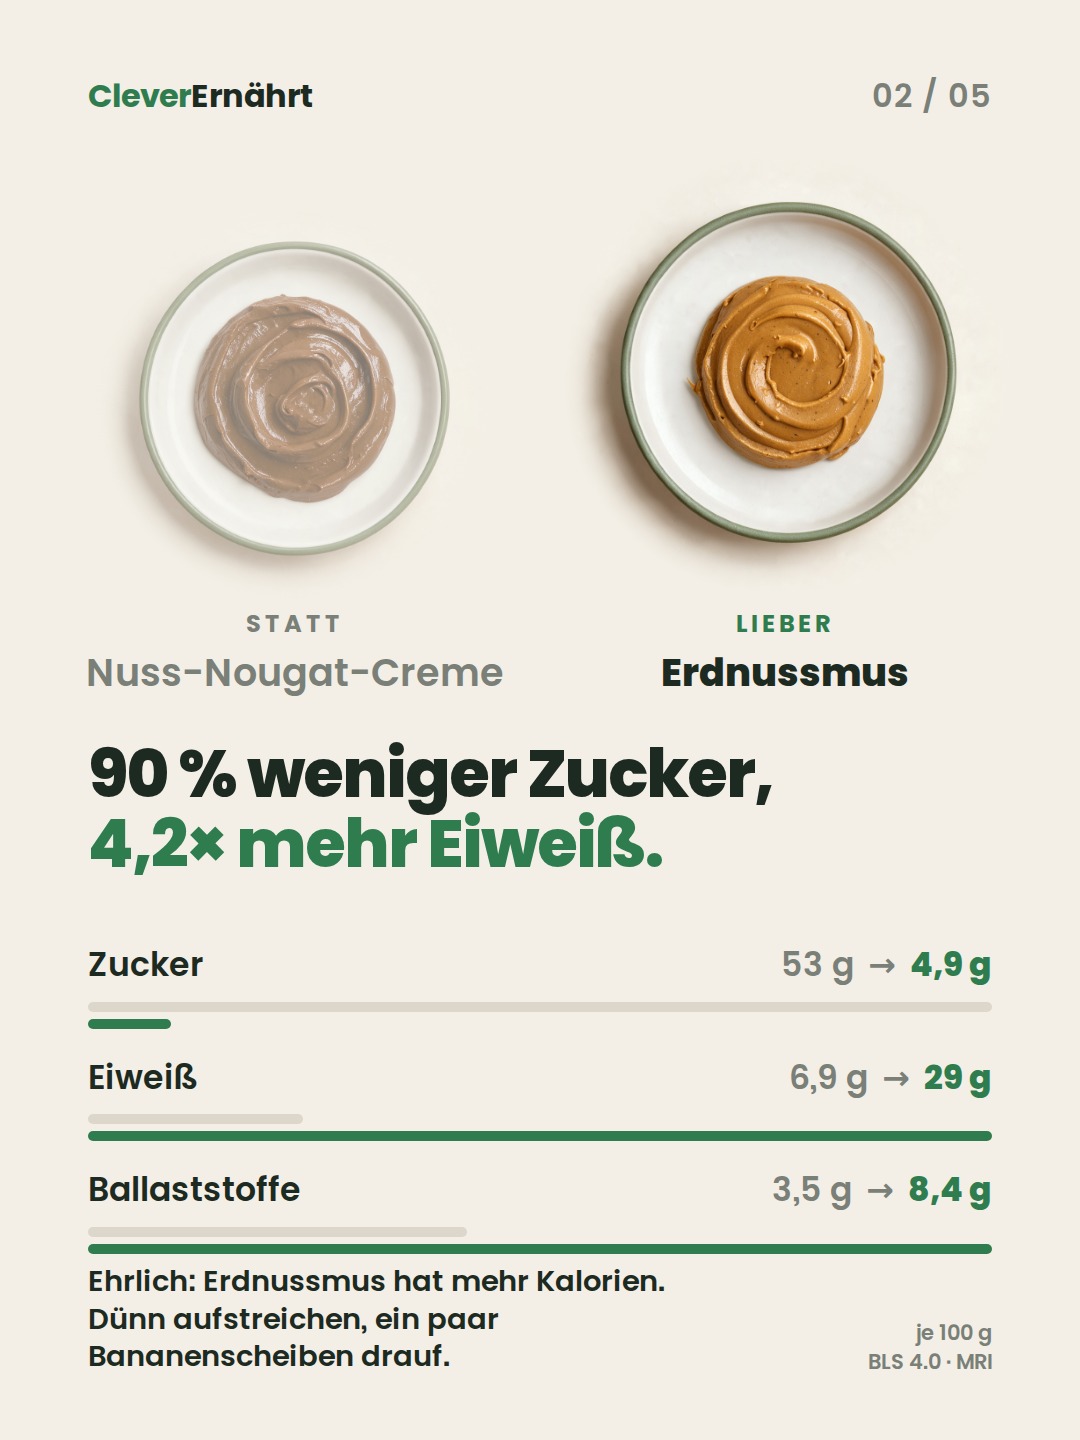 CleverErnährt
02 / 05
STATT
Nuss-Nougat-Creme
LIEBER
Erdnussmus
90 % weniger Zucker,
4,2× mehr Eiweiß.
Zucker
53 g → 4,9 g
Eiweiß
6,9 g → 29 g
Ballaststoffe
3,5 g → 8,4 g
Ehrlich: Erdnussmus hat mehr Kalorien.
Dünn aufstreichen, ein paar
Bananenscheiben drauf.
je 100 g
BLS 4.0 · MRI